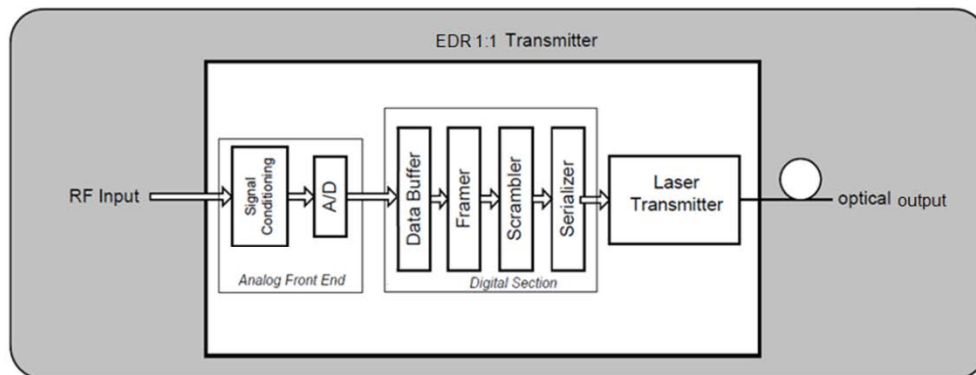 EDR 1:1 Transmitter
RF Input
Signal
Conditioning
A/D
Analog Front End
Data Buffer
Framer
Scrambler
Serializer
Digital Section
Laser
Transmitter
optical output